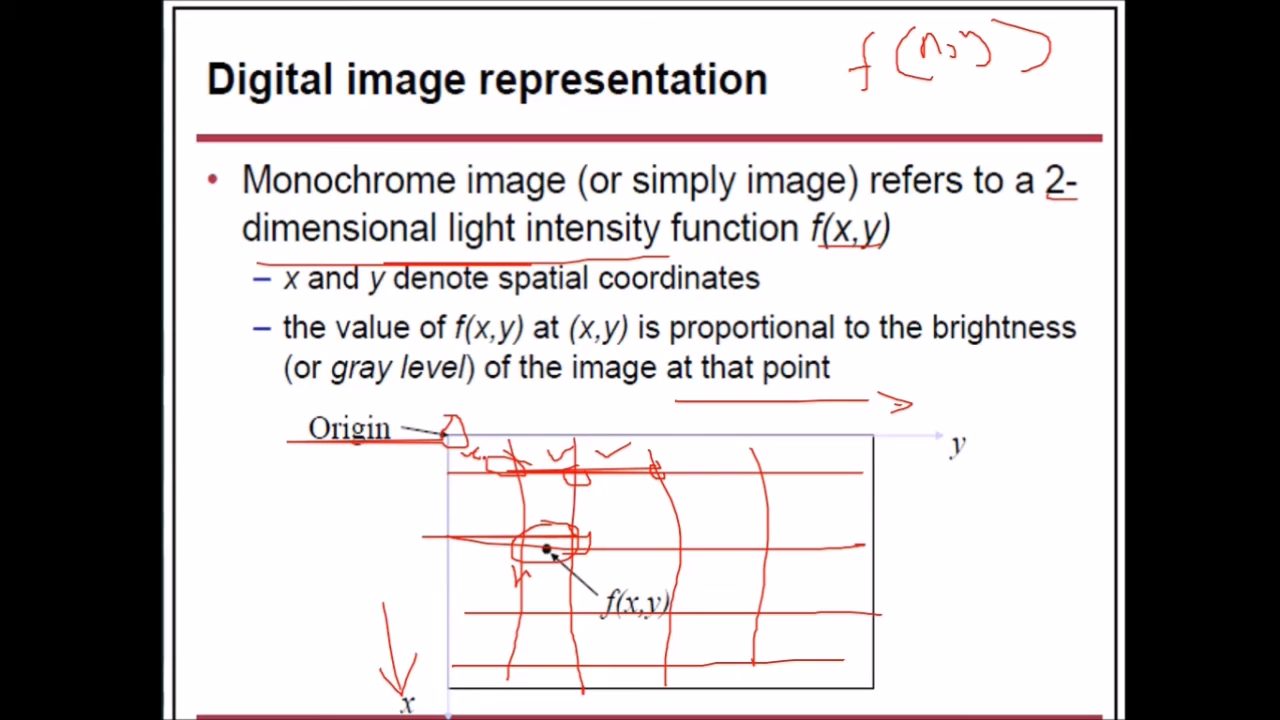 f(x,y)
Digital image representation
• Monochrome image (or simply image) refers to a 2-
dimensional light intensity function f(x,y)
– x and y denote spatial coordinates
– the value of f(x,y) at (x,y) is proportional to the brightness
(or gray level) of the image at that point
Origin
y
f(x,y)
x